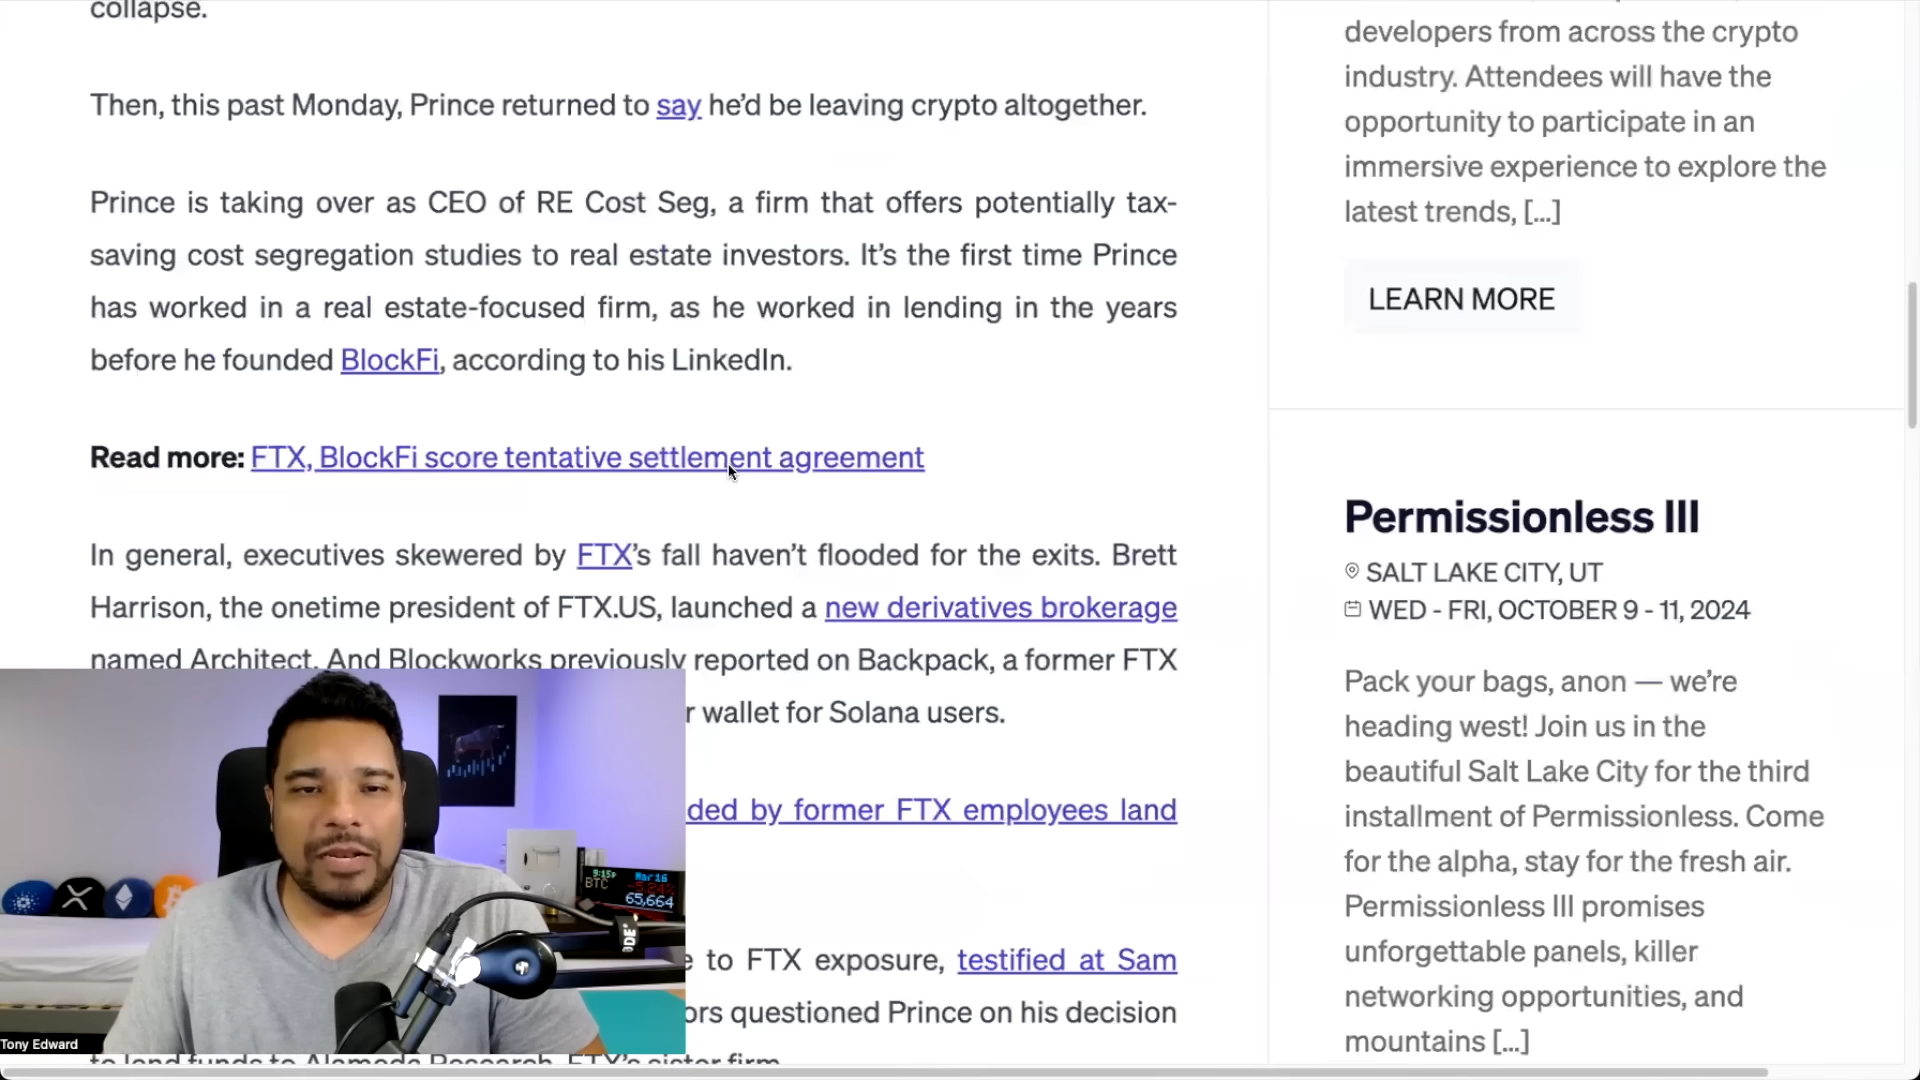 collapse.
Then, this past Monday, Prince returned to say he’d be leaving crypto altogether.
Prince is taking over as CEO of RE Cost Seg, a firm that offers potentially tax-
saving cost segregation studies to real estate investors. It’s the first time Prince
has worked in a real estate-focused firm, as he worked in lending in the years
before he founded BlockFi, according to his LinkedIn.
Read more: FTX, BlockFi score tentative settlement agreement
In general, executives skewered by FTX’s fall haven’t flooded for the exits. Brett
Harrison, the onetime president of FTX.US, launched a new derivatives brokerage
named Architect. And Blockworks previously reported on Backpack, a former FTX
r wallet for Solana users.
ded by former FTX employees land
e to FTX exposure, testified at Sam
ors questioned Prince on his decision
to lend funds to Alameda Research, FTX’s sister firm.
developers from across the crypto
industry. Attendees will have the
opportunity to participate in an
immersive experience to explore the
latest trends, [...]
LEARN MORE
Permissionless III
SALT LAKE CITY, UT
WED - FRI, OCTOBER 9 - 11, 2024
Pack your bags, anon — we’re
heading west! Join us in the
beautiful Salt Lake City for the third
installment of Permissionless. Come
for the alpha, stay for the fresh air.
Permissionless III promises
unforgettable panels, killer
networking opportunities, and
mountains [...]
9:15P Mar 16
BTC -5.24%
65,664
Tony Edward